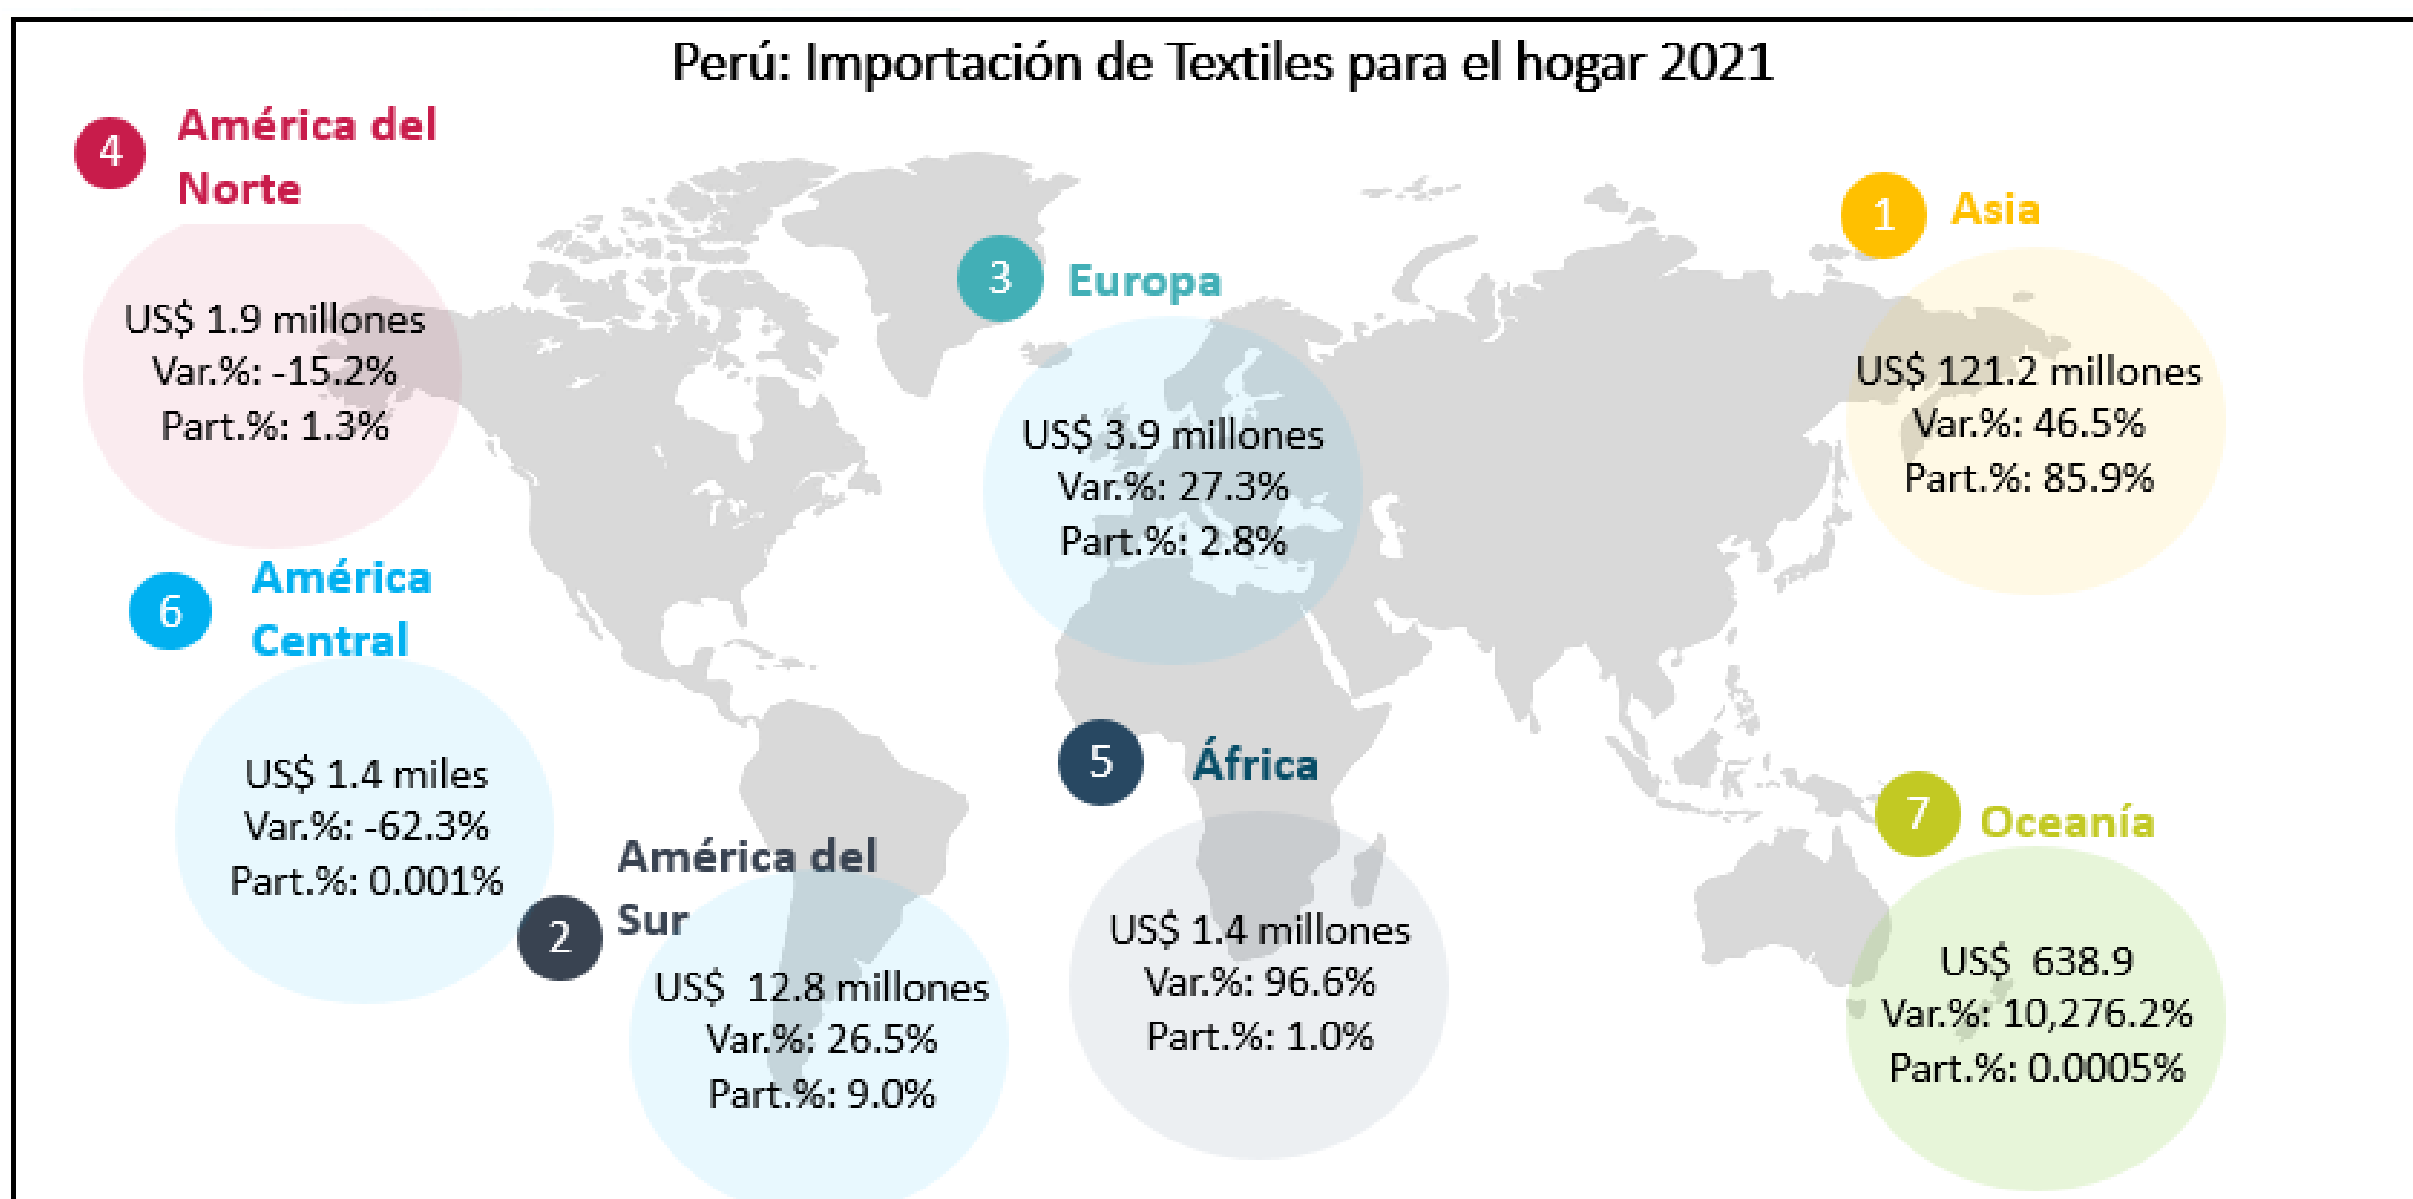 Perú: Importación de Textiles para el hogar 2021
4
América del
Norte
US$ 1.9 millones
Var.%: -15.2%
Part.%: 1.3%
1
Asia
US$ 121.2 millones
Var.%: 46.5%
Part.%: 85.9%
3
Europa
US$ 3.9 millones
Var.%: 27.3%
Part.%: 2.8%
6
América
Central
US$ 1.4 miles
Var.%: -62.3%
Part.%: 0.001%
2
América del
Sur
US$  12.8 millones
Var.%: 26.5%
Part.%: 9.0%
5
África
US$ 1.4 millones
Var.%: 96.6%
Part.%: 1.0%
7
Oceanía
US$  638.9
Var.%: 10,276.2%
Part.%: 0.0005%